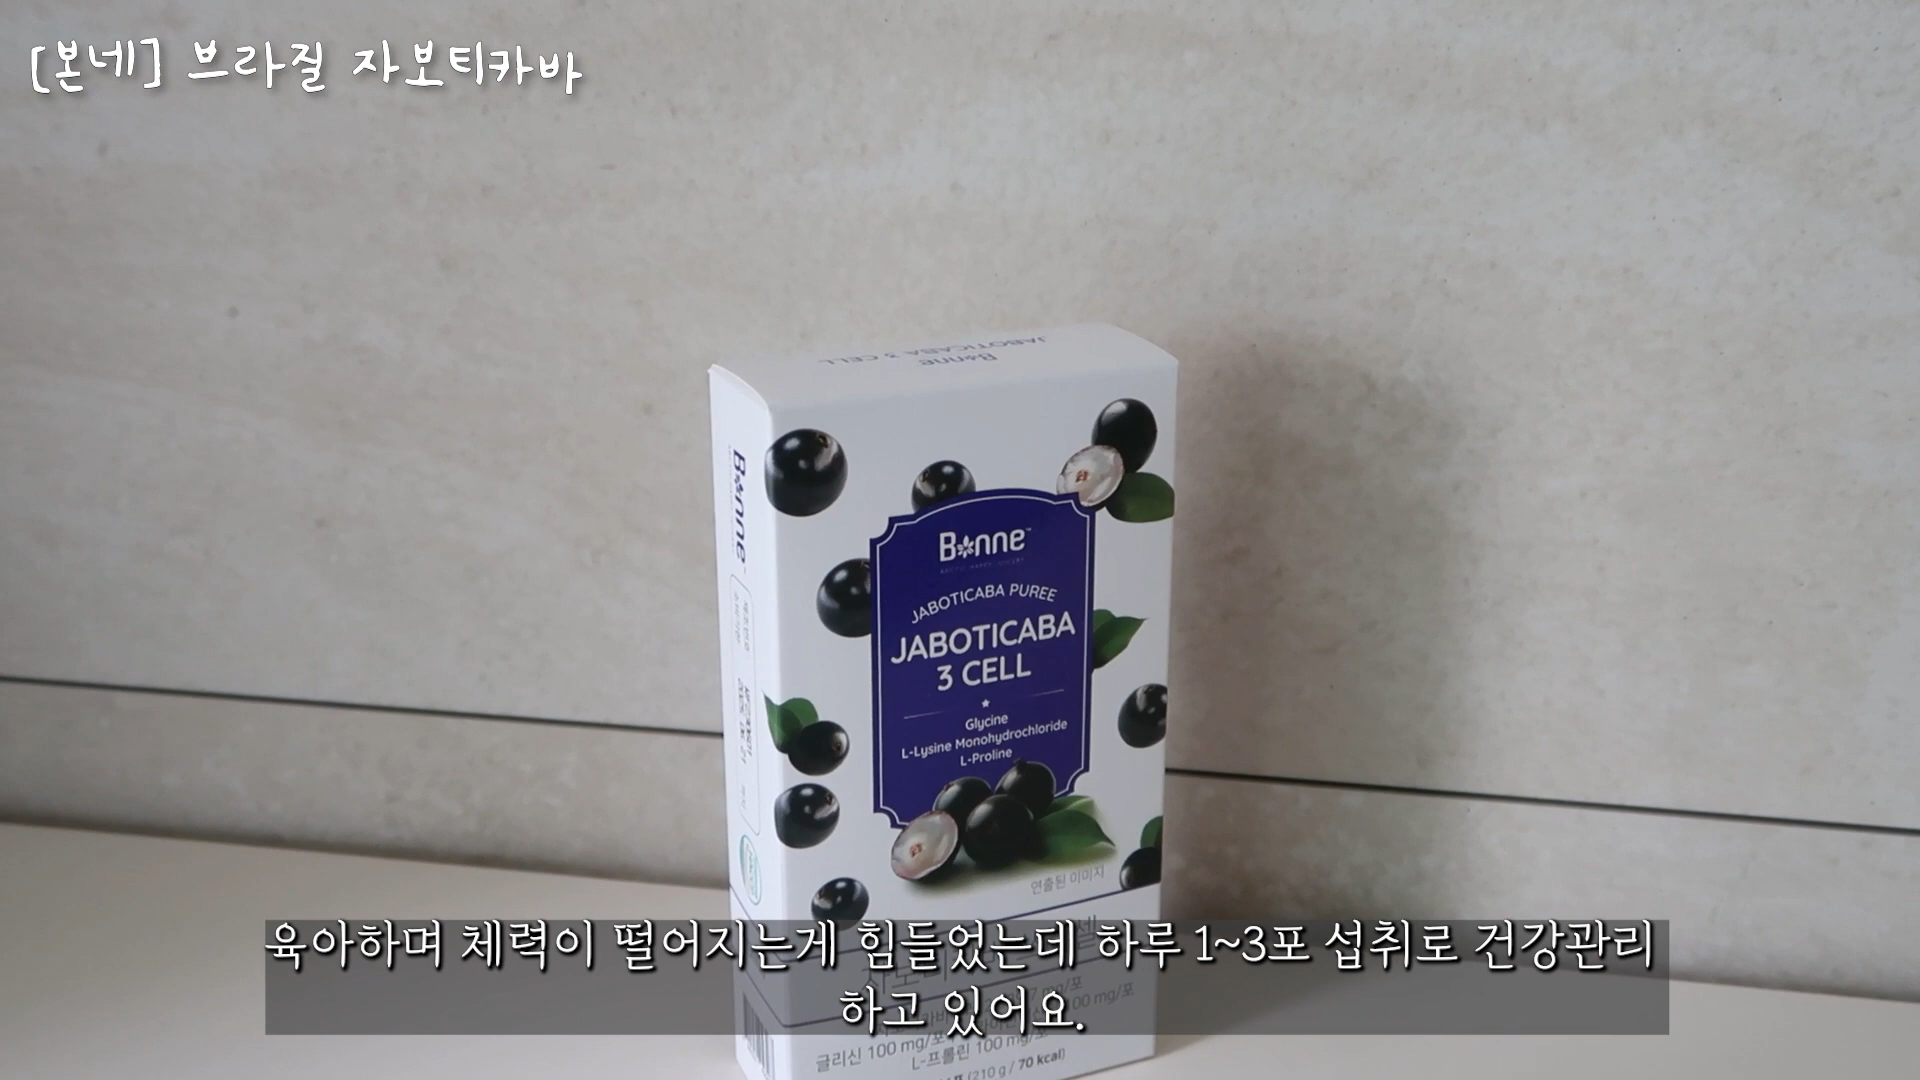 [본네] 브라질 자보티카바
JABOTICABA 3 CELL
Bonne
Bonne
Bonne
JABOTICABA PUREE
JABOTICABA
3 CELL
Glycine
L-Lysine Monohydrochloride
L-Proline
연출된 이미지
육아하며 체력이 떨어지는게 힘들었는데 하루 1~3포 섭취로 건강관리
하고 있어요.
글리신 100 mg/포
L-프롤린 100 mg/포
(210 g / 70 kcal)